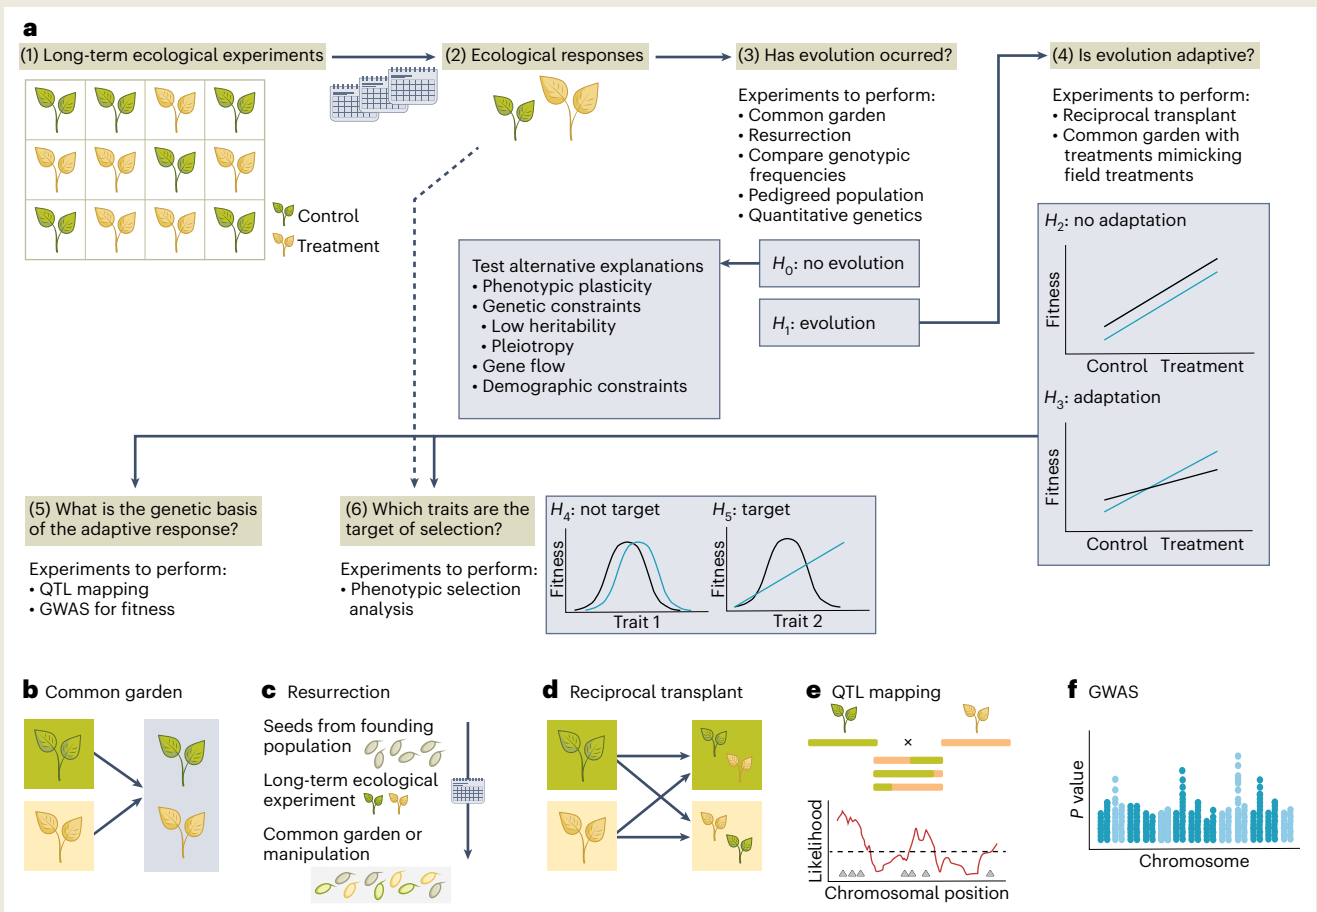 a
(1) Long-term ecological experiments
(2) Ecological responses
(3) Has evolution ocurred?
(4) Is evolution adaptive?
Control
Treatment
Experiments to perform:
• Common garden
• Resurrection
• Compare genotypic
frequencies
• Pedigreed population
• Quantitative genetics
Experiments to perform:
• Reciprocal transplant
• Common garden with
treatments mimicking
field treatments
H0: no evolution
H1: evolution
Test alternative explanations
• Phenotypic plasticity
• Genetic constraints
• Low heritability
• Pleiotropy
• Gene flow
• Demographic constraints
H2: no adaptation
Fitness
Control Treatment
H3: adaptation
Fitness
Control Treatment
(5) What is the genetic basis
of the adaptive response?
Experiments to perform:
• QTL mapping
• GWAS for fitness
(6) Which traits are the
target of selection?
Experiments to perform:
• Phenotypic selection
analysis
H4: not target
Fitness
Trait 1
H5: target
Fitness
Trait 2
b Common garden
c Resurrection
Seeds from founding
population
Long-term ecological
experiment
Common garden or
manipulation
d Reciprocal transplant
e QTL mapping
×
Likelihood
Chromosomal position
f GWAS
P value
Chromosome